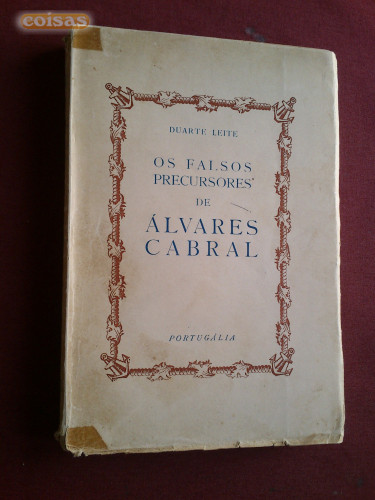 coisas
DUARTE LEITE
OS FALSOS
PRECURSORES
DE
ÁLVARES
CABRAL
PORTUGÁLIA